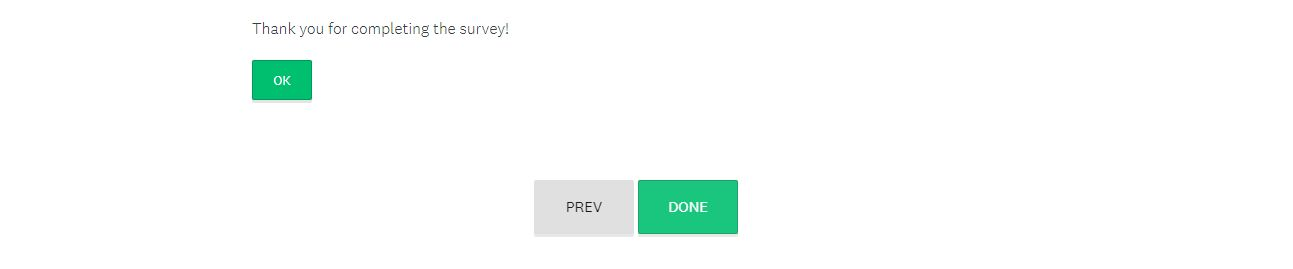 Thank you for completing the survey!
OK
PREV DONE